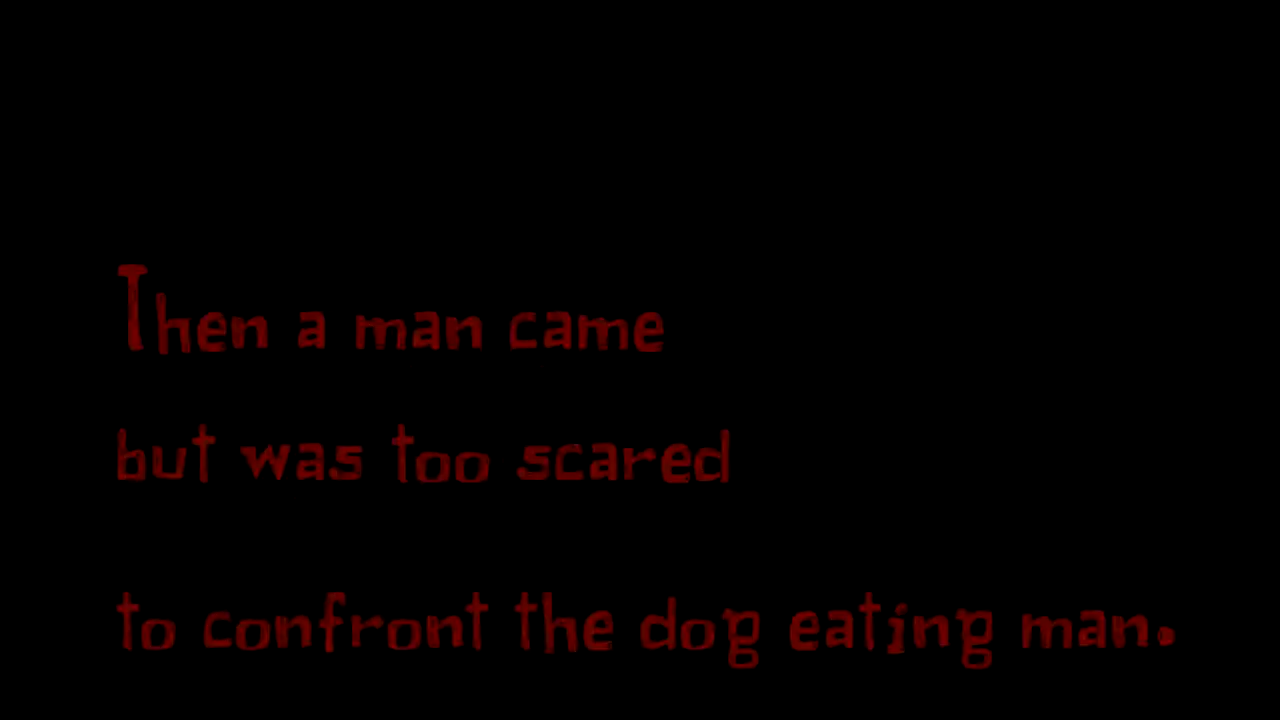 Then a man came
but was too scared
to confront the dog eating man.